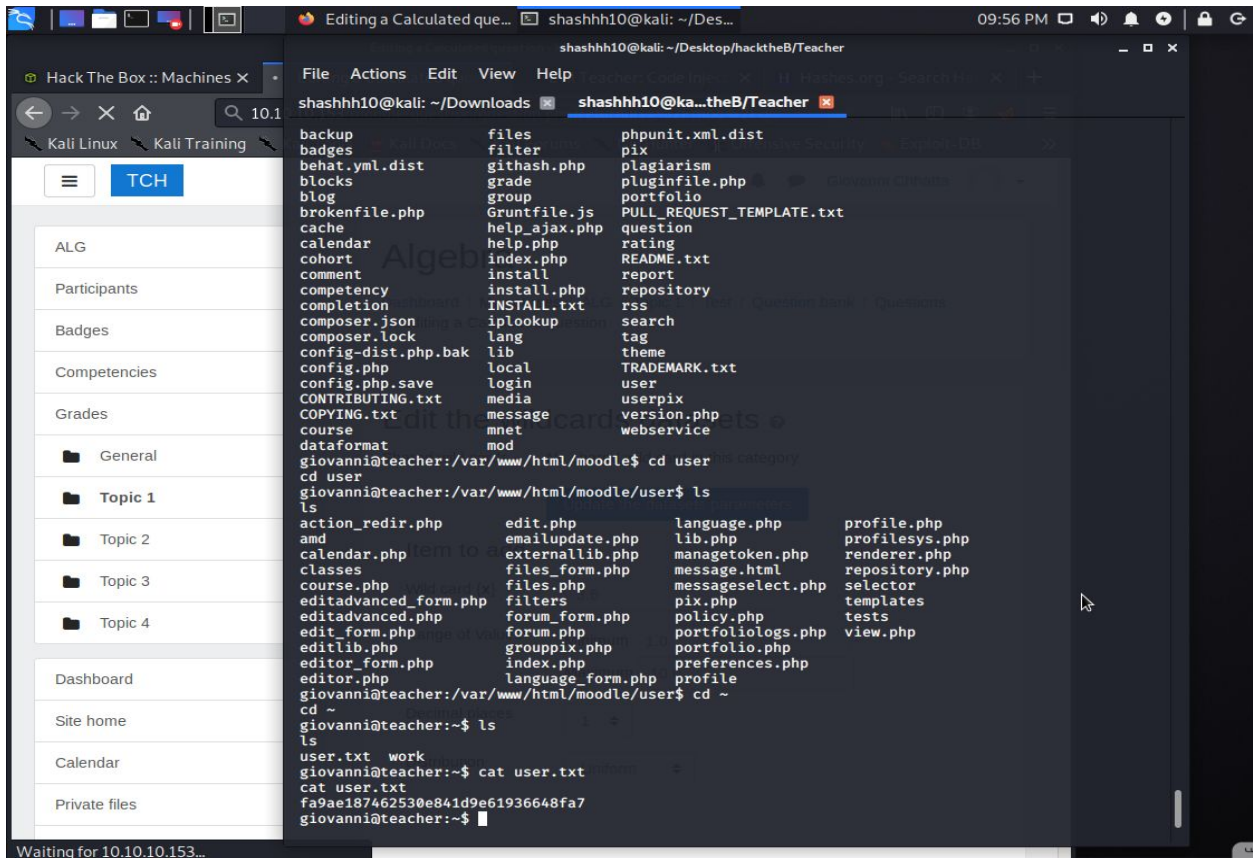 Editing a Calculated que... shashhh10@kali: ~/Des... 09:56 PM
shashhh10@kali: ~/Desktop/hacktheB/Teacher
Hack The Box :: Machines
File Actions Edit View Help
shashhh10@kali: ~/Downloads shashhh10@ka...theB/Teacher
10.1
Kali Linux Kali Training
TCH
ALG
Participants
Badges
Competencies
Grades
General
Topic 1
Topic 2
Topic 3
Topic 4
Dashboard
Site home
Calendar
Private files
Waiting for 10.10.10.153...
backup files phpunit.xml.dist
badges filter pix
behat.yml.dist githash.php plagiarism
blocks grade pluginfile.php
blog group portfolio
brokenfile.php Gruntfile.js PULL_REQUEST_TEMPLATE.txt
cache help_ajax.php question
calendar help.php rating
cohort index.php README.txt
comment install report
competency install.php repository
completion INSTALL.txt rss
composer.json iplookup search
composer.lock lang tag
config-dist.php.bak lib theme
config.php local TRADEMARK.txt
config.php.save login user
CONTRIBUTING.txt media userpix
COPYING.txt message version.php
course mnet webservice
dataformat mod
giovanni@teacher:/var/www/html/moodle$ cd user
cd user
giovanni@teacher:/var/www/html/moodle/user$ ls
ls
action_redir.php edit.php language.php profile.php
amd emailupdate.php lib.php profilesys.php
calendar.php externallib.php managetoken.php renderer.php
classes files_form.php message.html repository.php
course.php files.php messageselect.php selector
editadvanced_form.php filters pix.php templates
editadvanced.php forum_form.php policy.php tests
edit_form.php forum.php portfoliologs.php view.php
editlib.php grouppix.php portfolio.php
editor_form.php index.php preferences.php
editor.php language_form.php profile
giovanni@teacher:/var/www/html/moodle/user$ cd ~
cd ~
giovanni@teacher:~$ ls
ls
user.txt work
giovanni@teacher:~$ cat user.txt
cat user.txt
fa9ae187462530e841d9e61936648fa7
giovanni@teacher:~$